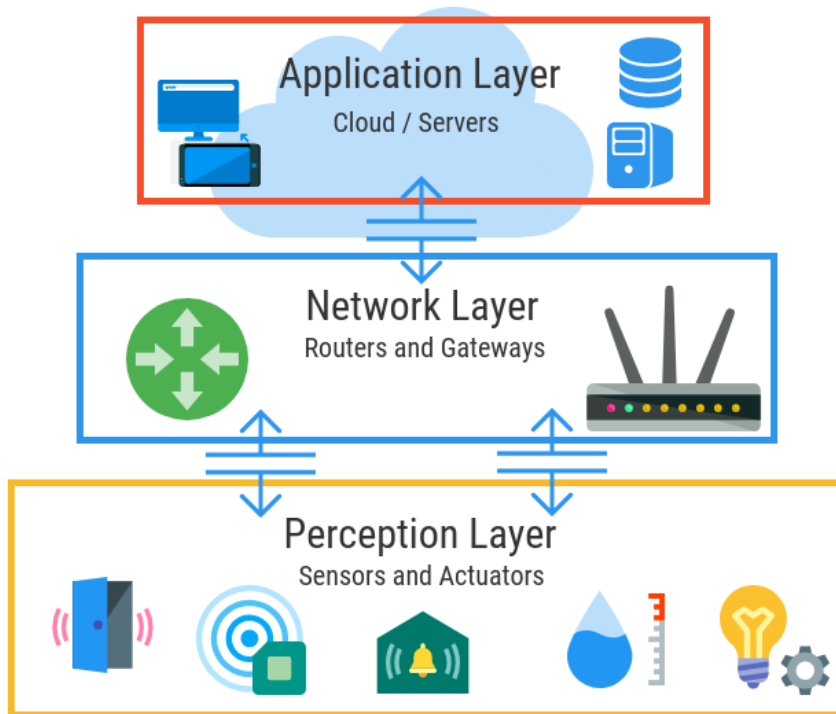 Application Layer
Cloud / Servers
Network Layer
Routers and Gateways
Perception Layer
Sensors and Actuators